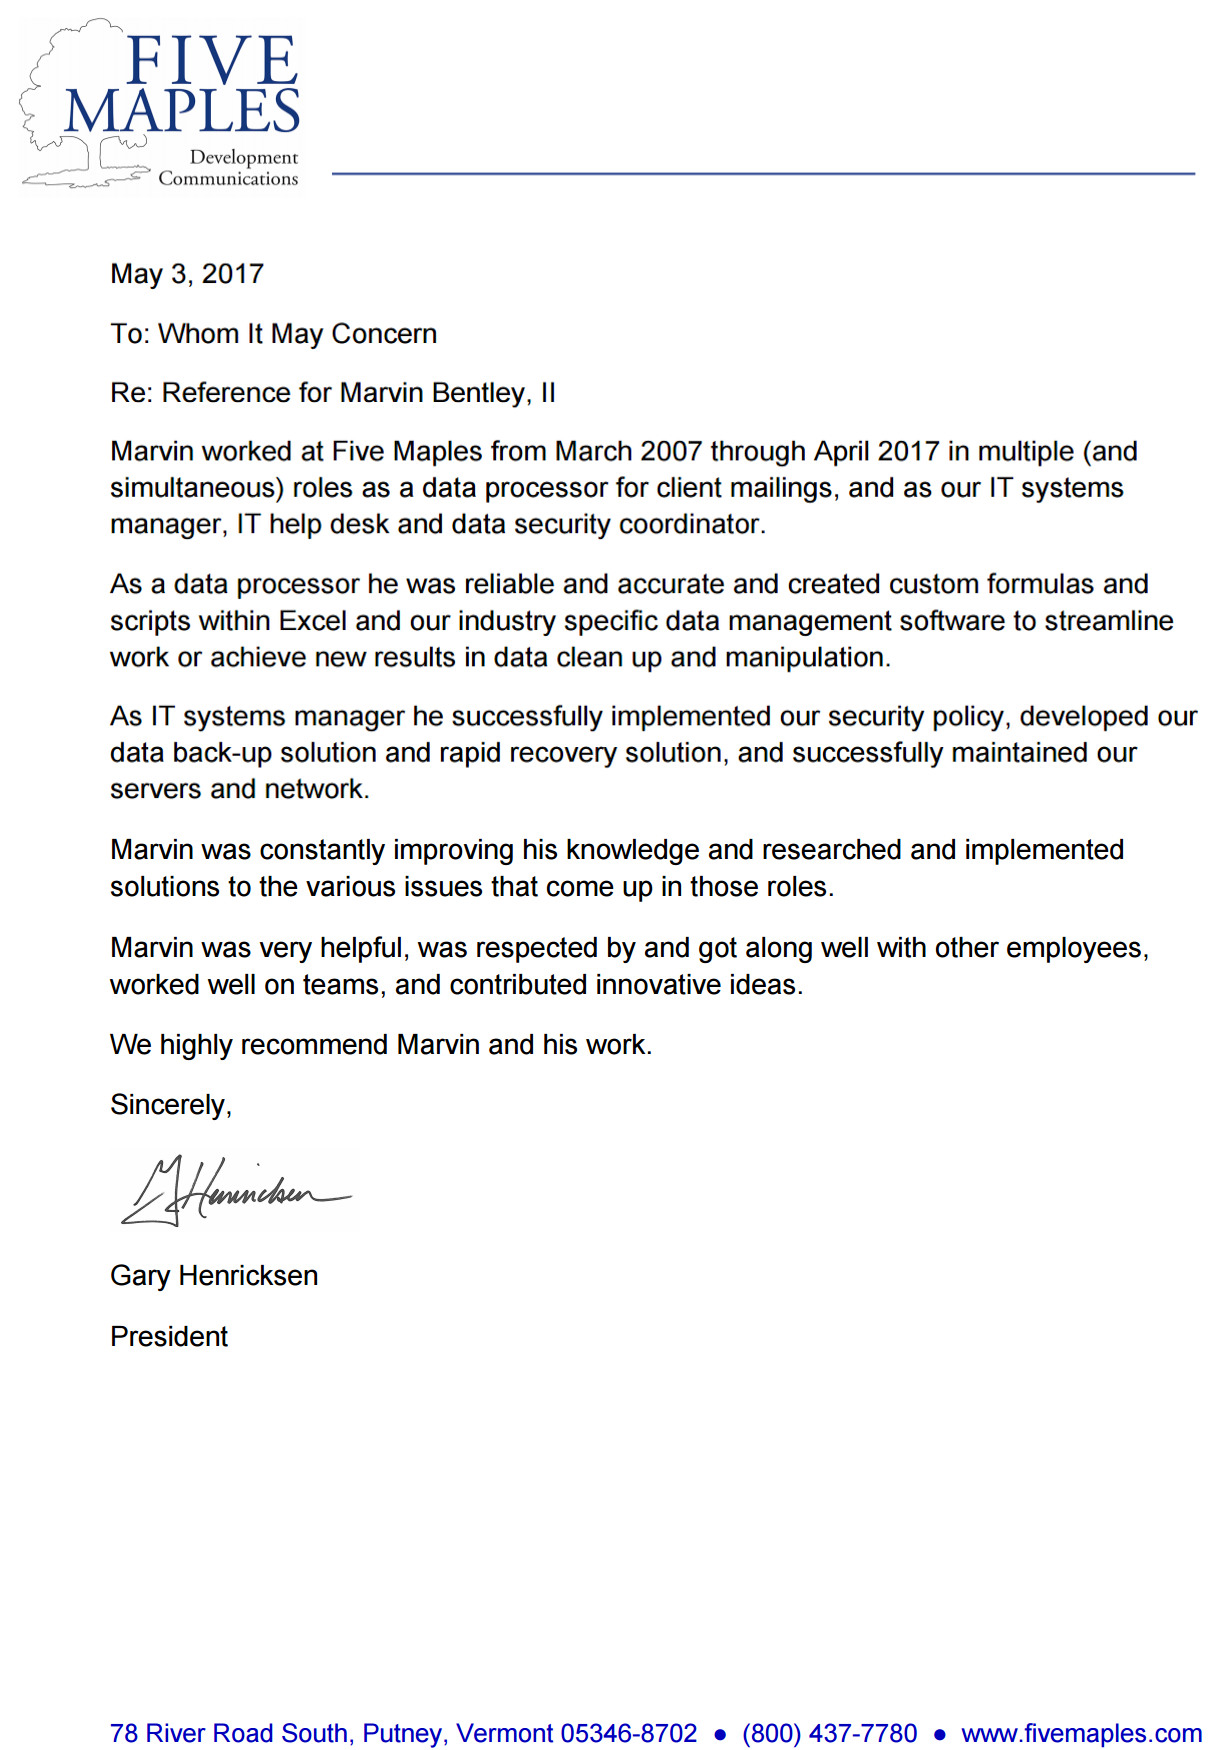 FIVE
MAPLES
Development
Communications
May 3, 2017
To: Whom It May Concern
Re: Reference for Marvin Bentley, II
Marvin worked at Five Maples from March 2007 through April 2017 in multiple (and
simultaneous) roles as a data processor for client mailings, and as our IT systems
manager, IT help desk and data security coordinator.
As a data processor he was reliable and accurate and created custom formulas and
scripts within Excel and our industry specific data management software to streamline
work or achieve new results in data clean up and manipulation.
As IT systems manager he successfully implemented our security policy, developed our
data back-up solution and rapid recovery solution, and successfully maintained our
servers and network.
Marvin was constantly improving his knowledge and researched and implemented
solutions to the various issues that come up in those roles.
Marvin was very helpful, was respected by and got along well with other employees,
worked well on teams, and contributed innovative ideas.
We highly recommend Marvin and his work.
Sincerely,
G Henricksen
Gary Henricksen
President
78 River Road South, Putney, Vermont 05346-8702 ● (800) 437-7780 ● www.fivemaples.com